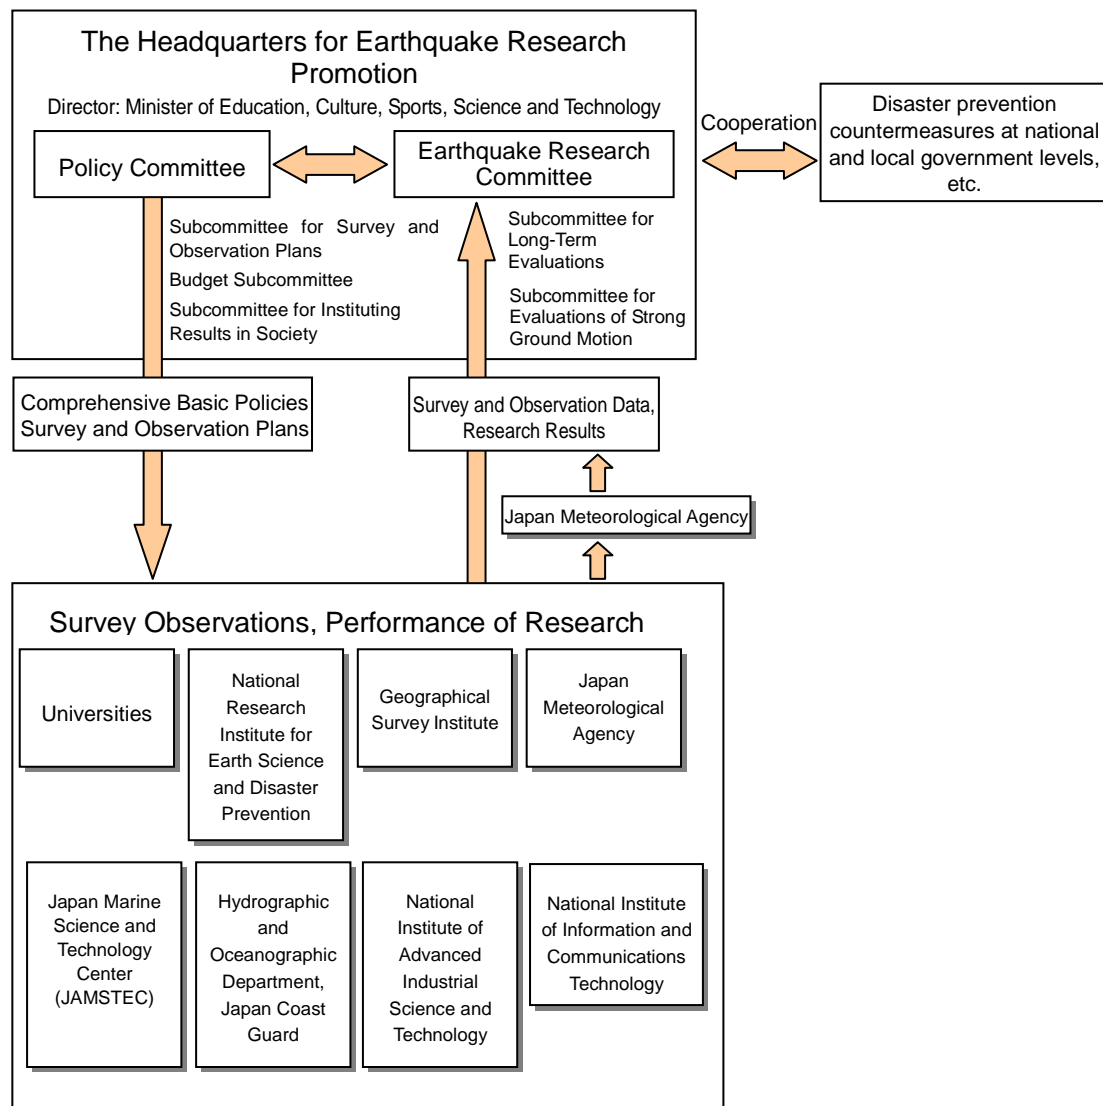 The Headquarters for Earthquake Research
Promotion
Director: Minister of Education, Culture, Sports, Science and Technology
Policy Committee
Earthquake Research
Committee
Cooperation
Disaster prevention
countermeasures at national
and local government levels,
etc.
Subcommittee for Survey and
Observation Plans
Budget Subcommittee
Subcommittee for Instituting
Results in Society
Subcommittee for
Long-Term
Evaluations
Subcommittee for
Evaluations of Strong
Ground Motion
Comprehensive Basic Policies
Survey and Observation Plans
Survey and Observation Data,
Research Results
Japan Meteorological Agency
Survey Observations, Performance of Research
Universities
National
Research
Institute for
Earth Science
and Disaster
Prevention
Geographical
Survey Institute
Japan
Meteorological
Agency
Japan Marine
Science and
Technology
Center
(JAMSTEC)
Hydrographic
and
Oceanographic
Department,
Japan Coast
Guard
National
Institute of
Advanced
Industrial
Science and
Technology
National Institute
of Information and
Communications
Technology